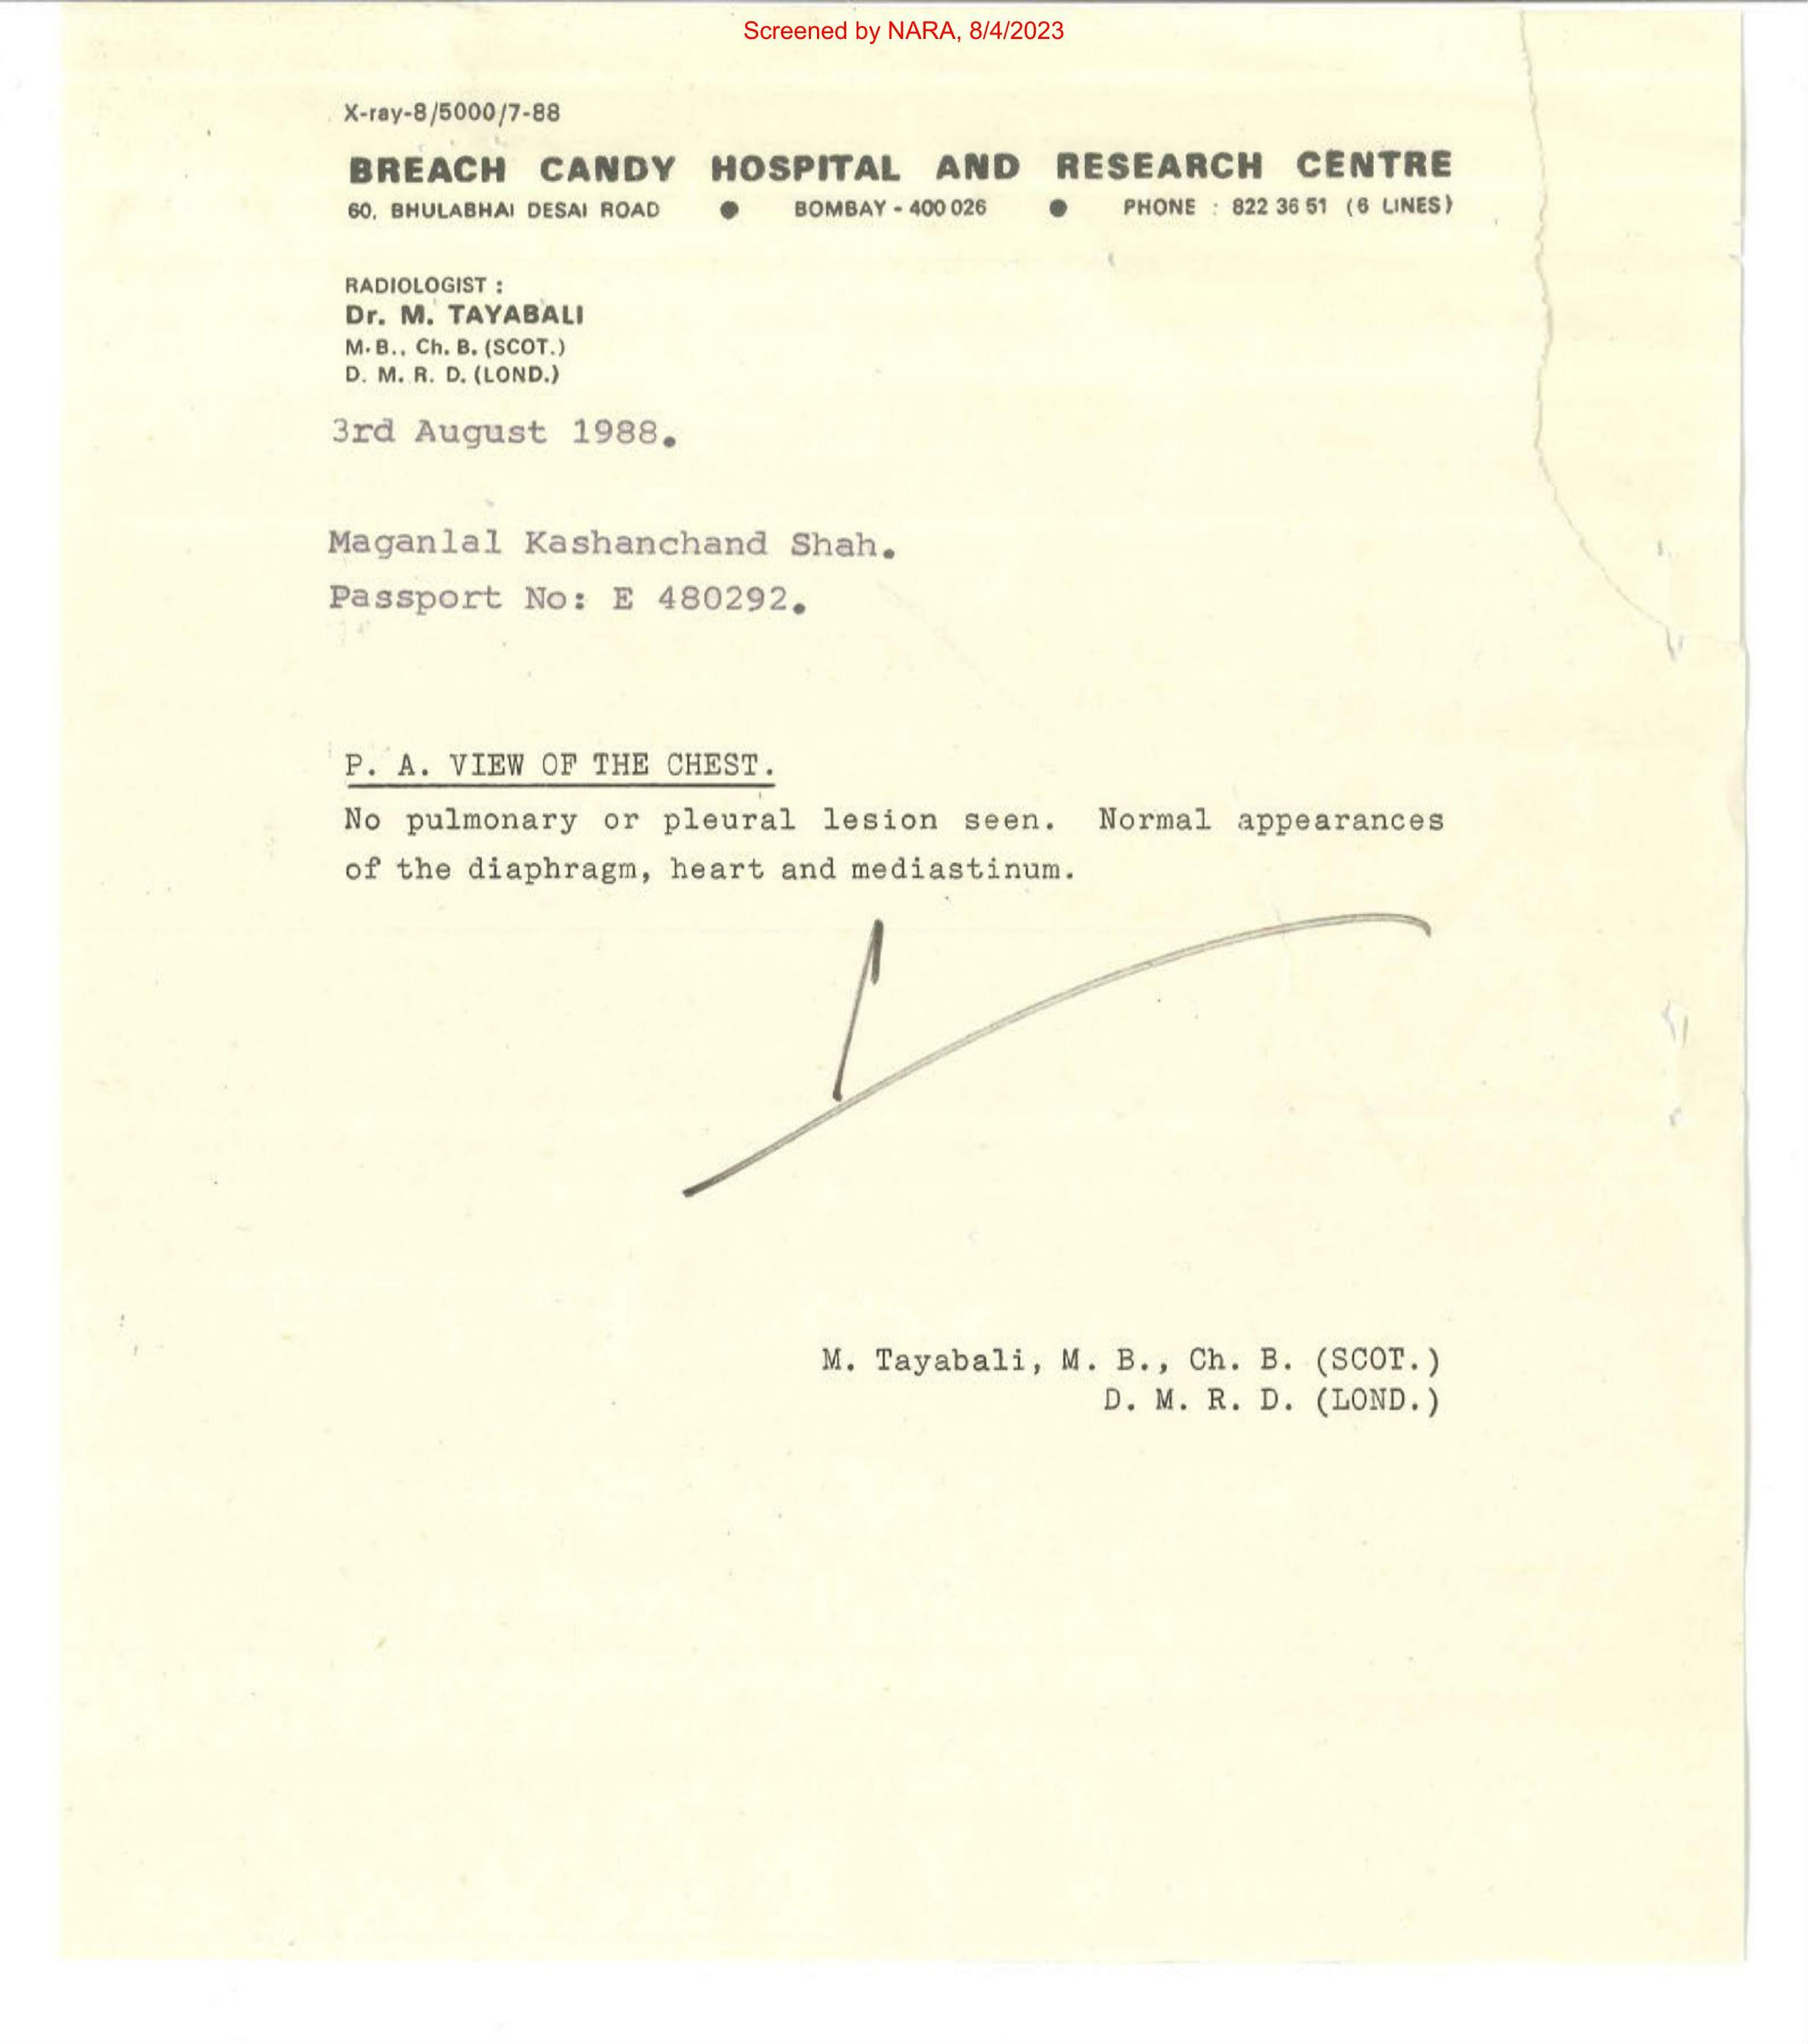 Screened by NARA, 8/4/2023
X-ray-8/5000/7-88
BREACH CANDY HOSPITAL AND RESEARCH CENTRE
60, BHULABHAI DESAI ROAD ● BOMBAY - 400 026 ● PHONE : 822 36 51 (6 LINES)
RADIOLOGIST :
Dr. M. TAYABALI
M. B., Ch. B. (SCOT.)
D. M. R. D. (LOND.)
3rd August 1988.
Maganlal Kashanchand Shah.
Passport No: E 480292.
P. A. VIEW OF THE CHEST.
No pulmonary or pleural lesion seen. Normal appearances
of the diaphragm, heart and mediastinum.
M. Tayabali, M. B., Ch. B. (SCOT.)
D. M. R. D. (LOND.)